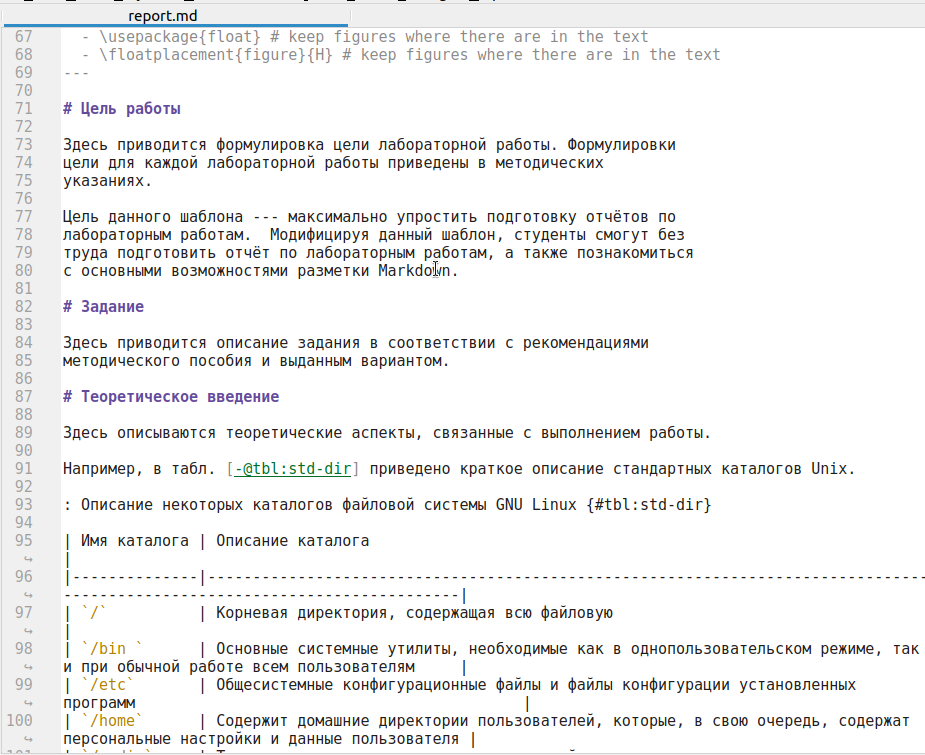 report.md
67 - \usepackage{float} # keep figures where there are in the text
68 - \floatplacement{figure}{H} # keep figures where there are in the text
69 ---
70
71 # Цель работы
72
73 Здесь приводится формулировка цели лабораторной работы. Формулировки
74 цели для каждой лабораторной работы приведены в методических
75 указаниях.
76
77 Цель данного шаблона --- максимально упростить подготовку отчётов по
78 лабораторным работам.  Модифицируя данный шаблон, студенты смогут без
79 труда подготовить отчёт по лабораторным работам, а также познакомиться
80 с основными возможностями разметки Markdown.
81
82 # Задание
83
84 Здесь приводится описание задания в соответствии с рекомендациями
85 методического пособия и выданным вариантом.
86
87 # Теоретическое введение
88
89 Здесь описываются теоретические аспекты, связанные с выполнением работы.
90
91 Например, в табл. [-@tbl:std-dir] приведено краткое описание стандартных каталогов Unix.
92
93 : Описание некоторых каталогов файловой системы GNU Linux {#tbl:std-dir}
94
95 | Имя каталога | Описание каталога
↪ |
96 |--------------|--------------------------------------------------------------------------------
↪ --------------------------------------------|
97 | `/` | Корневая директория, содержащая всю файловую
↪ |
98 | `/bin ` | Основные системные утилиты, необходимые как в однопользовательском режиме, так
↪ и при обычной работе всем пользователям |
99 | `/etc` | Общесистемные конфигурационные файлы и файлы конфигурации установленных
↪ программ |
100 | `/home` | Содержит домашние директории пользователей, которые, в свою очередь, содержат
↪ персональные настройки и данные пользователя |